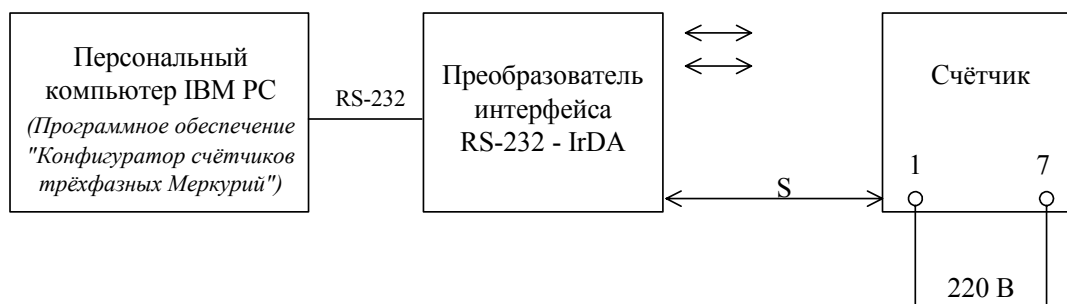 Персональный
компьютер IBM PC
(Программное обеспечение
"Конфигуратор счётчиков
трёхфазных Меркурий")
RS-232
Преобразователь
интерфейса
RS-232 - IrDA
S
Счётчик
1 7
220 В